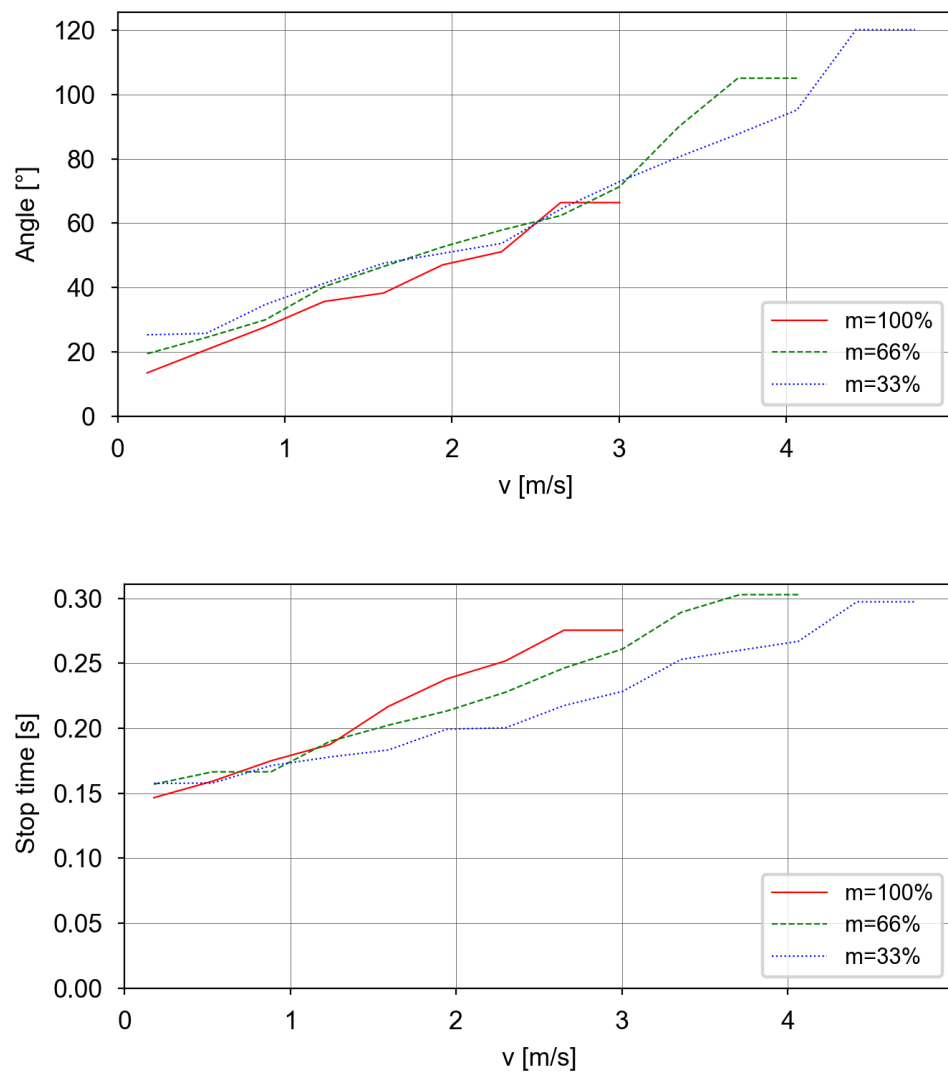 120
100
80
60
40
20
0
Angle [°]
0 1 2 3 4
v [m/s]
m=100%
m=66%
m=33%
0.30
0.25
0.20
0.15
0.10
0.05
0.00
Stop time [s]
0 1 2 3 4
v [m/s]
m=100%
m=66%
m=33%